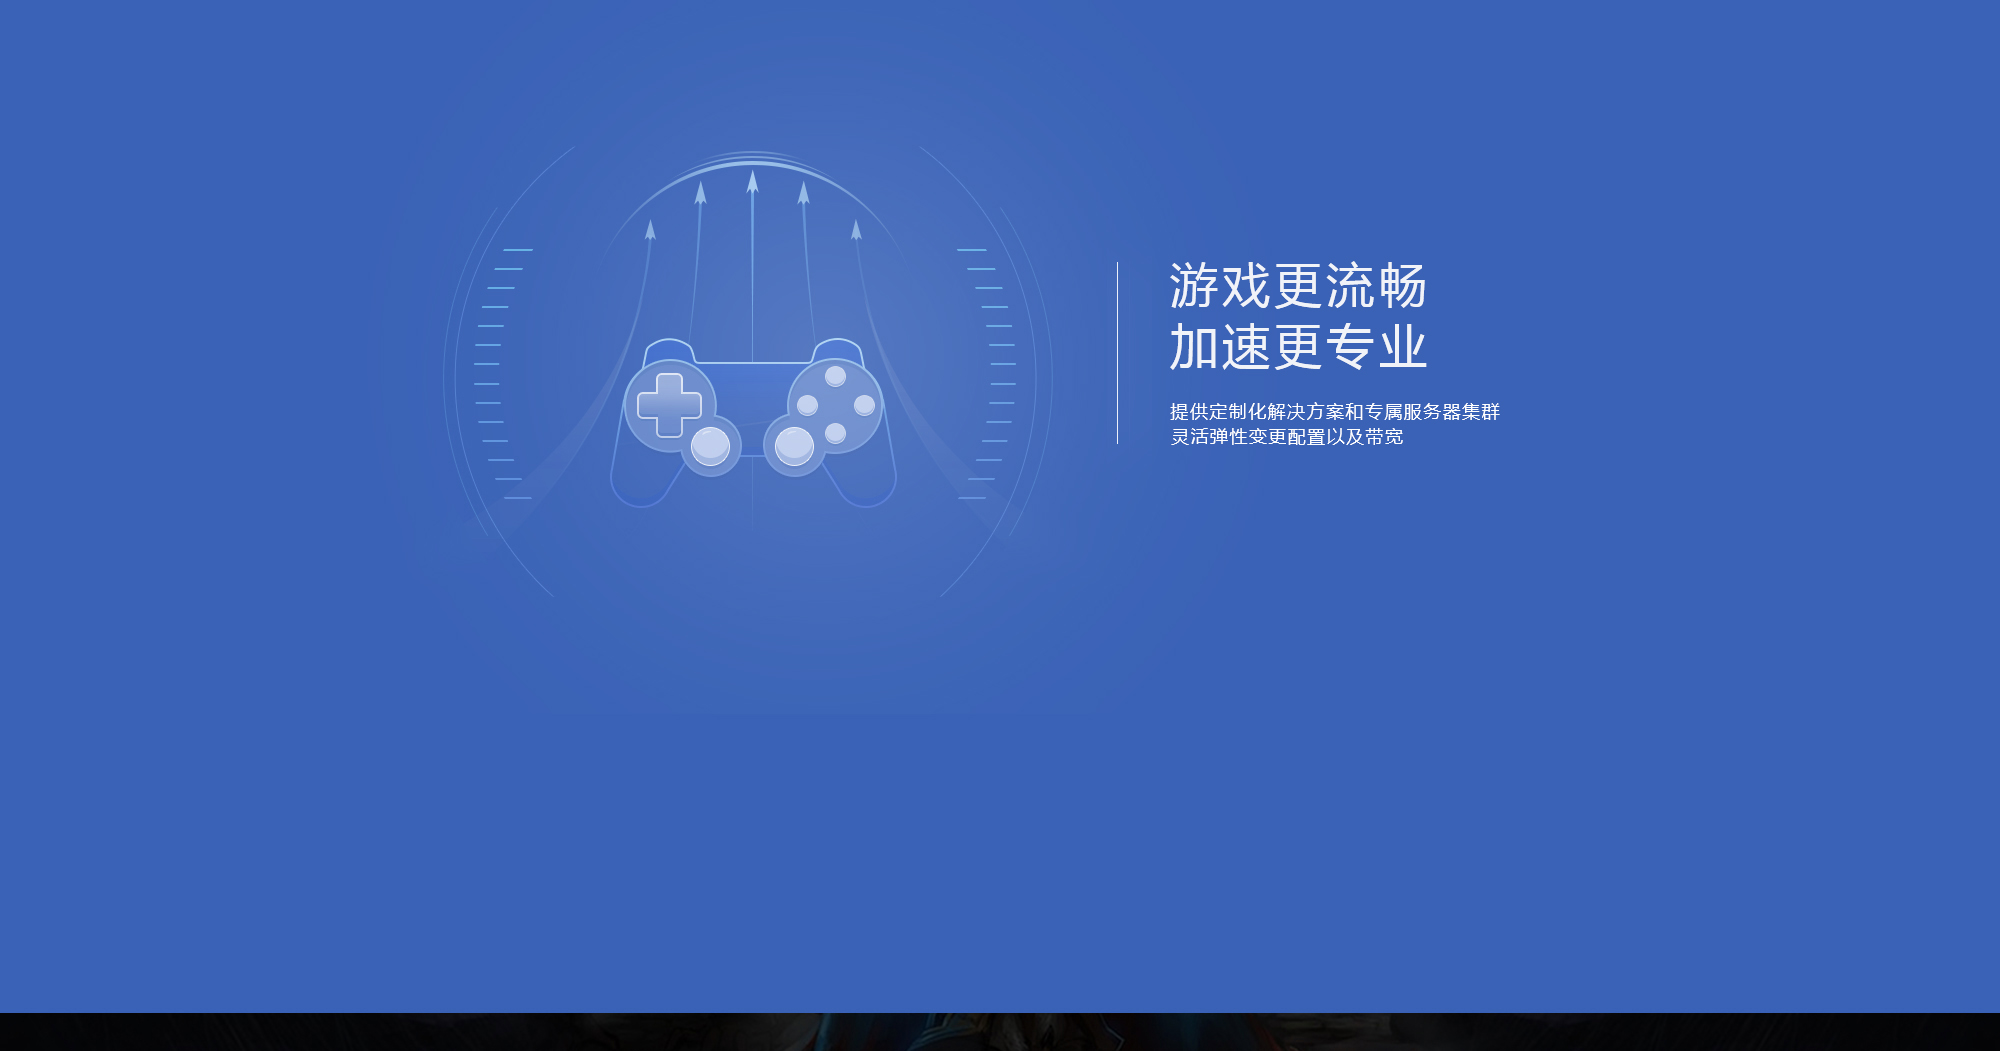 游戏更流畅
加速更专业
提供定制化解决方案和专属服务器集群
灵活弹性变更配置以及带宽